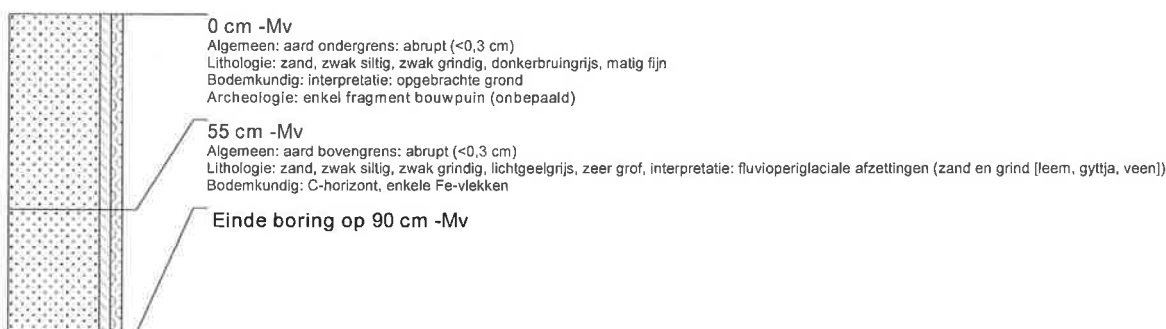 0 cm -Mv
Algemeen: aard ondergrens: abrupt (<0,3 cm)
Lithologie: zand, zwak siltig, zwak grindig, donkerbruingrijs, matig fijn
Bodemkundig: interpretatie: opgebrachte grond
Archeologie: enkel fragment bouwpuin (onbepaald)
55 cm -Mv
Algemeen: aard bovengrens: abrupt (<0,3 cm)
Lithologie: zand, zwak siltig, zwak grindig, lichtgeelgrijs, zeer grof, interpretatie: fluvioperiglaciale afzettingen (zand en grind [leem, gyttja, veen])
Bodemkundig: C-horizont, enkele Fe-vlekken
Einde boring op 90 cm -Mv